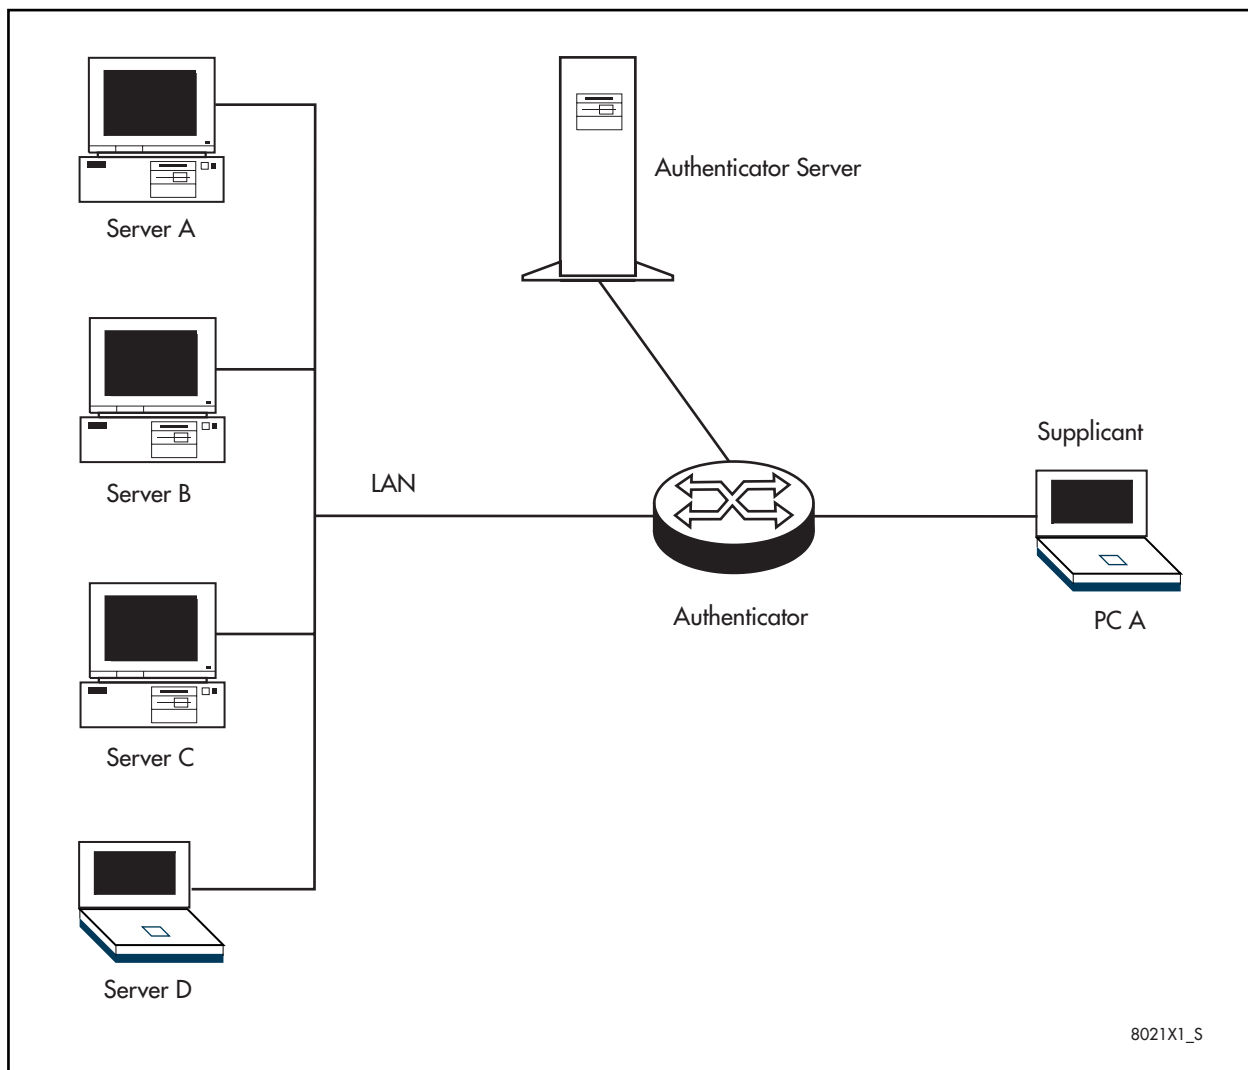 Server A
Authenticator Server
Supplicant
Server B
LAN
Authenticator
PC A
Server C
Server D
8021X1_S